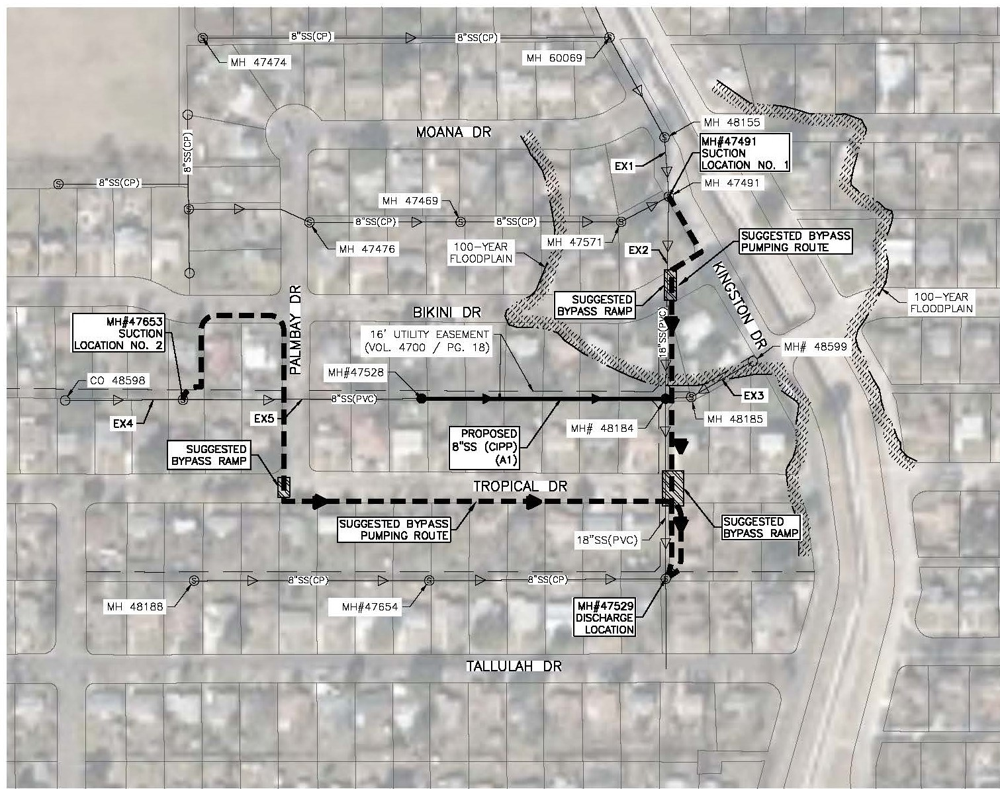 8"SS(CP)
8"SS(CP)
MH 47474
MH 60069
MOANA DR
MH 48155
8"SS(CP)
MH#47491
SUCTION
LOCATION NO. 1
EX1
8"SS(CP)
MH 47491
MH 47469
8"SS(CP)
8"SS(CP)
MH 47476
MH 47571
100-YEAR
FLOODPLAIN
EX2
SUGGESTED BYPASS
PUMPING ROUTE
KINGSTON DR
SUGGESTED
BYPASS RAMP
100-YEAR
FLOODPLAIN
PALMBAY DR
BIKINI DR
MH#47653
SUCTION
LOCATION NO. 2
16' UTILITY EASEMENT
(VOL. 4700 / PG. 18)
18"SS(PVC)
MH# 48599
MH#47528
CO 48598
8"SS(PVC)
EX3
EX4
EX5
MH# 48184
MH 48185
PROPOSED
8"SS (CIPP)
(A1)
SUGGESTED
BYPASS RAMP
TROPICAL DR
SUGGESTED BYPASS
PUMPING ROUTE
SUGGESTED
BYPASS RAMP
18"SS(PVC)
8"SS(CP)
8"SS(CP)
MH 48188
MH#47654
MH#47529
DISCHARGE
LOCATION
TALLULAH DR